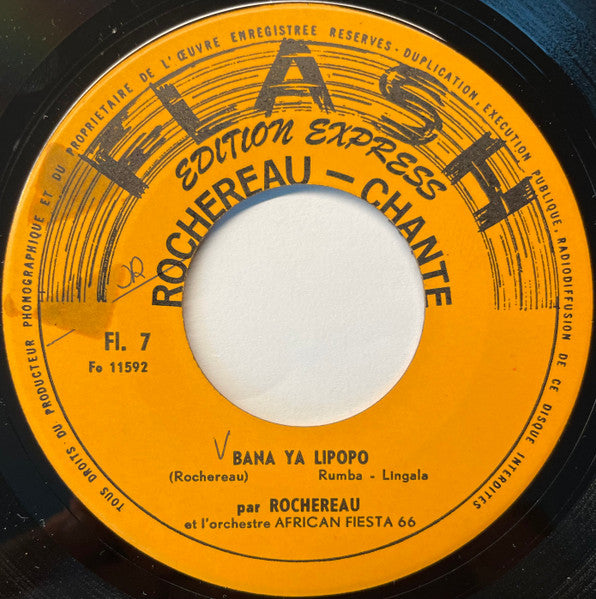 TOUS DROITS DU PRODUCTEUR PHONOGRAPHIQUE ET DU PROPRIETAIRE DE L'ŒUVRE ENREGISTREE RESERVES - DUPLICATION, EXECUTION PUBLIQUE, RADIODIFFUSION DE CE DISQUE INTERDITES
FLASH
EDITION EXPRESS
ROCHEREAU - CHANTE
OR
Fl. 7
Fo 11592
V BANA YA LIPOPO
(Rochereau) Rumba - Lingala
par ROCHEREAU
et l'orchestre AFRICAN FIESTA 66